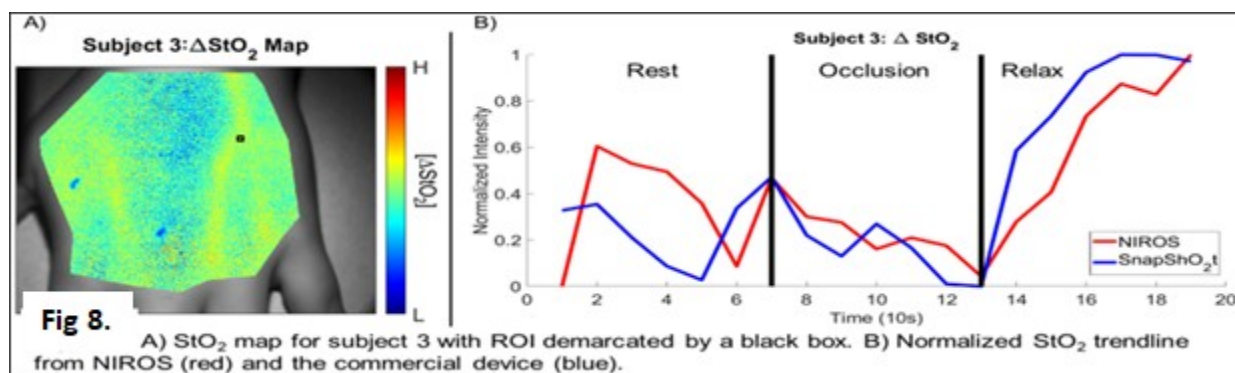 A)
Subject 3:ΔStO₂ Map
H
[ΔStO₂]
L
Fig 8.
B)
Subject 3: Δ StO₂
Rest
Occlusion
Relax
Normalized Intensity
1
0.8
0.6
0.4
0.2
0
0 2 4 6 8 10 12 14 16 18 20
Time (10s)
NIROS
SnapShO₂t
A) StO₂ map for subject 3 with ROI demarcated by a black box. B) Normalized StO₂ trendline
from NIROS (red) and the commercial device (blue).